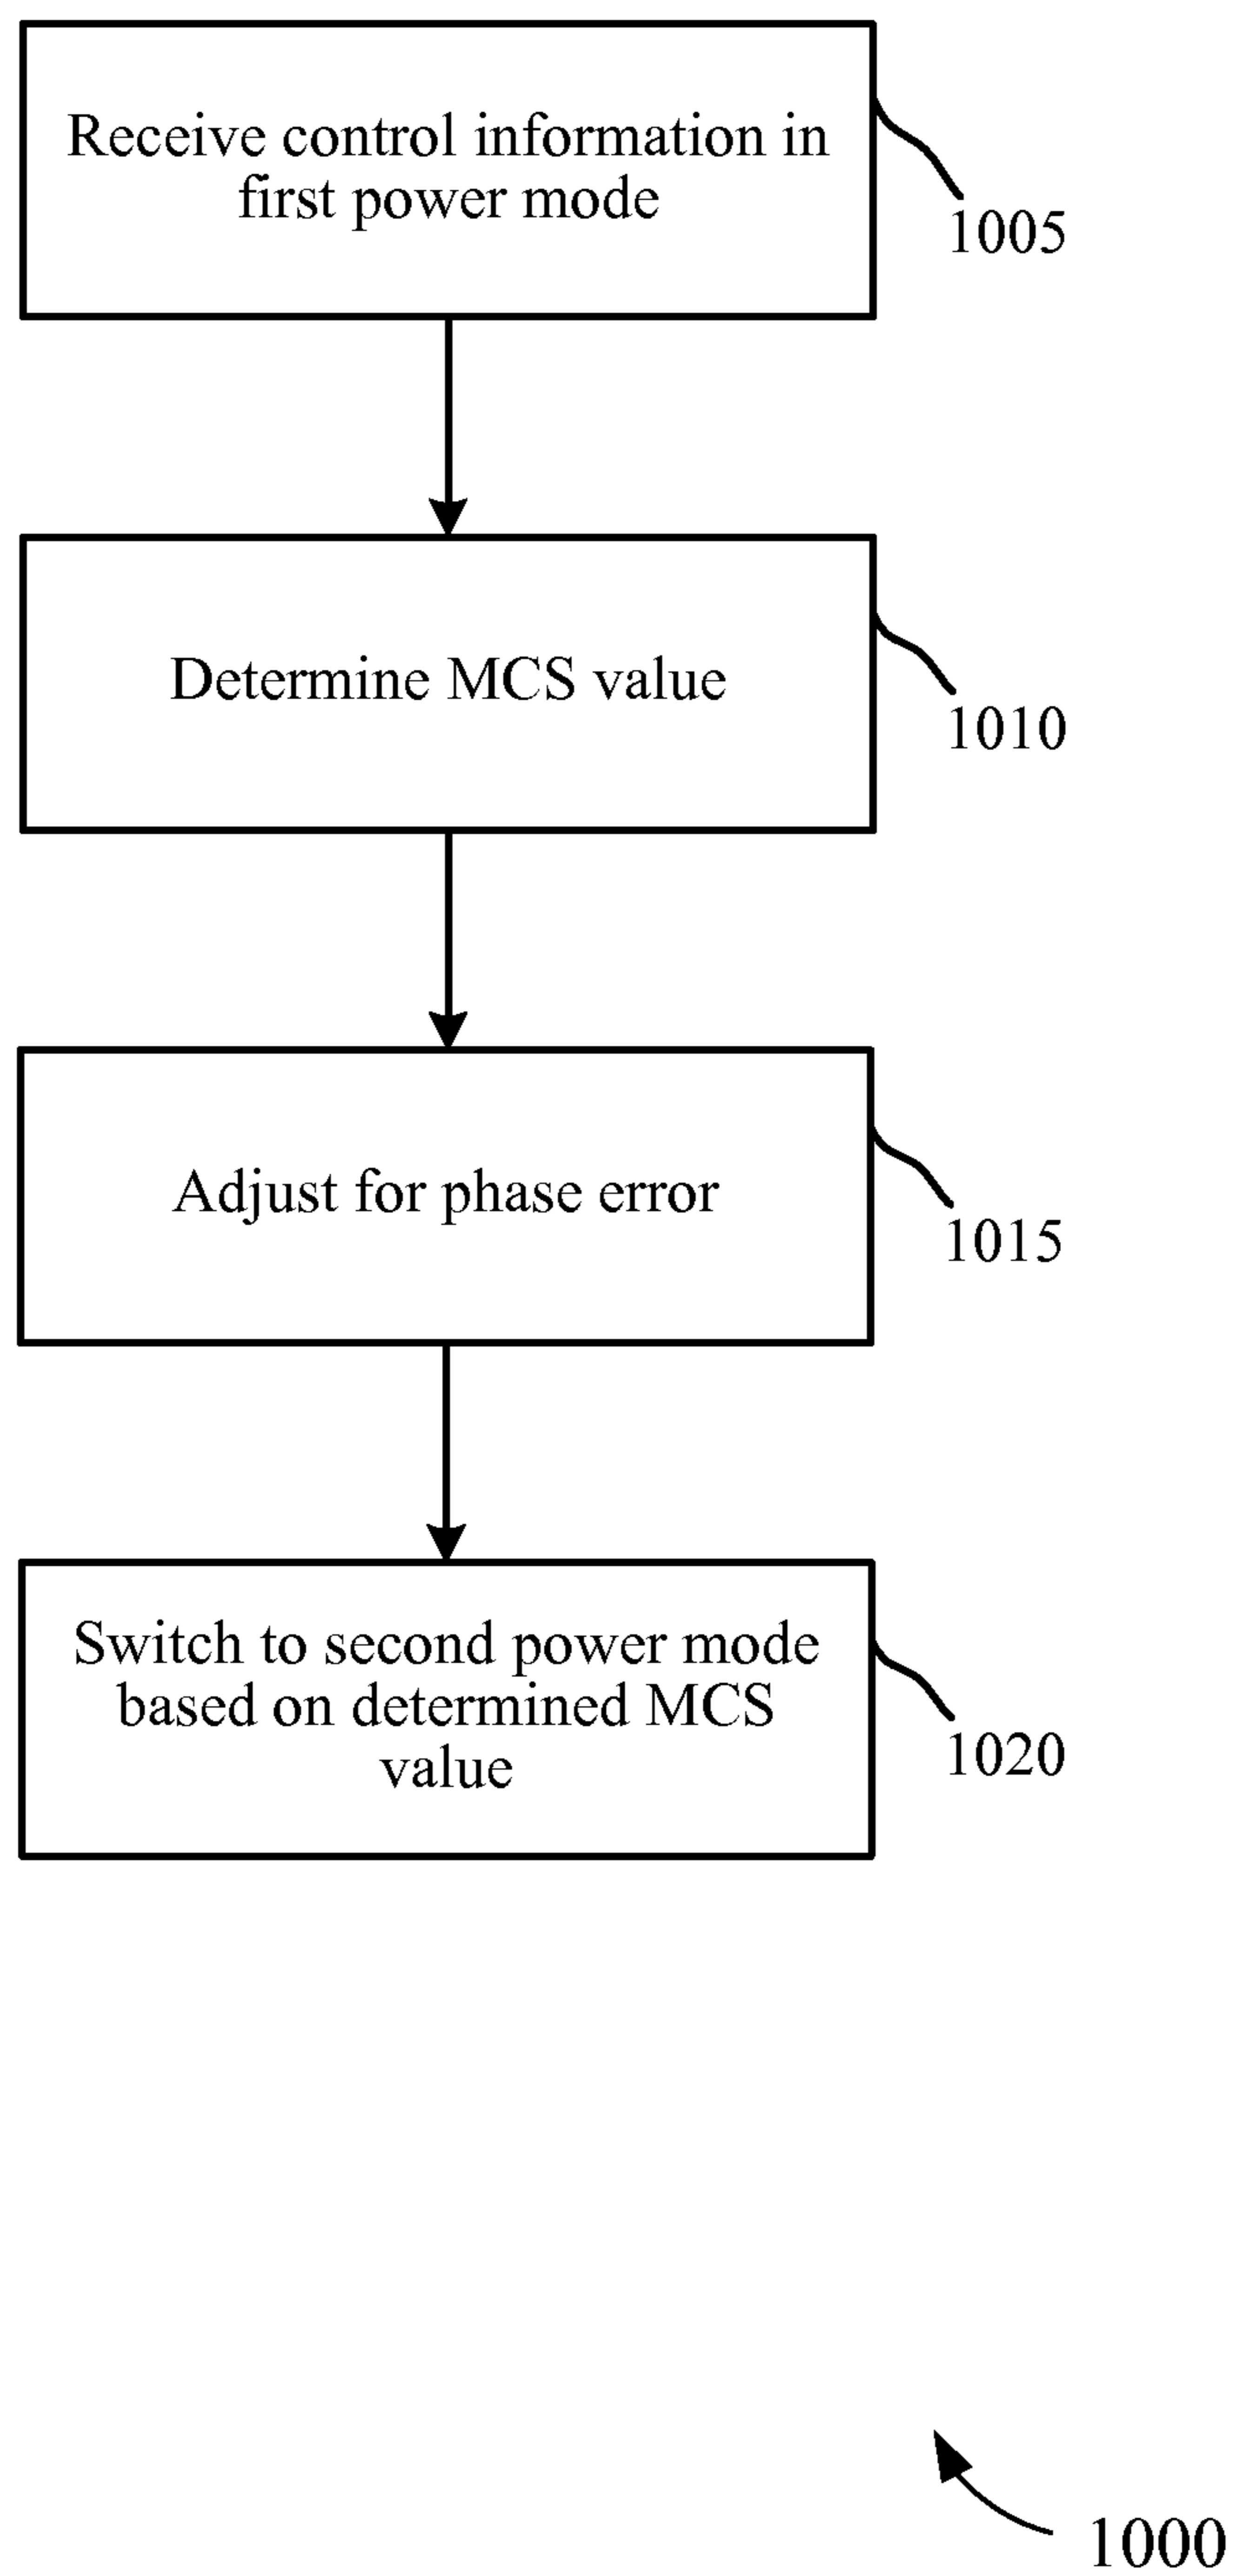 Receive control information in
first power mode
1005
Determine MCS value
1010
Adjust for phase error
1015
Switch to second power mode
based on determined MCS
value
1020
1000